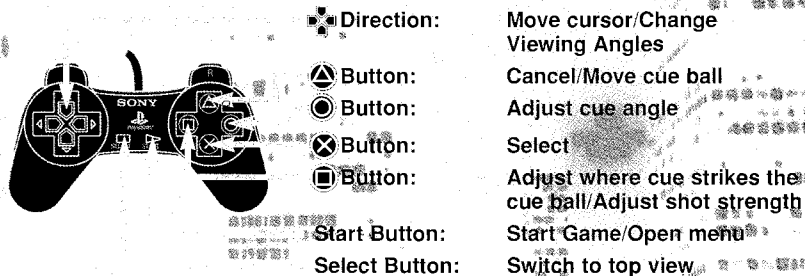 Direction: Move cursor/Change
Viewing Angles
Button: Cancel/Move cue ball
Button: Adjust cue angle
Button: Select
Button: Adjust where cue strikes the
cue ball/Adjust shot strength
Start Button: Start Game/Open menu
Select Button: Switch to top view
R
SONY